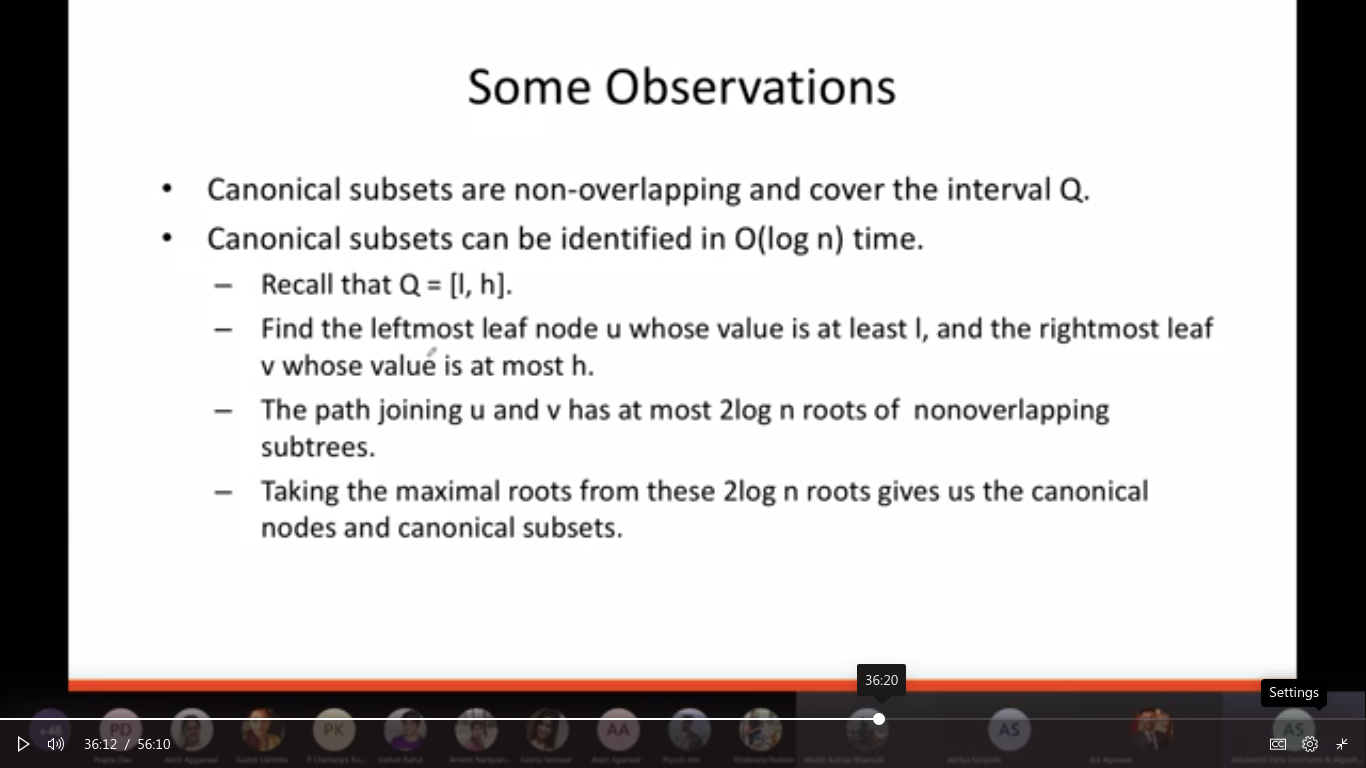 Some Observations
• Canonical subsets are non-overlapping and cover the interval Q.
• Canonical subsets can be identified in O(log n) time.
– Recall that Q = [l, h].
– Find the leftmost leaf node u whose value is at least l, and the rightmost leaf
v whose value is at most h.
– The path joining u and v has at most 2log n roots of nonoverlapping
subtrees.
– Taking the maximal roots from these 2log n roots gives us the canonical
nodes and canonical subsets.
36:20
Settings
PD PK AA AS AS
36:12 / 56:10
CC